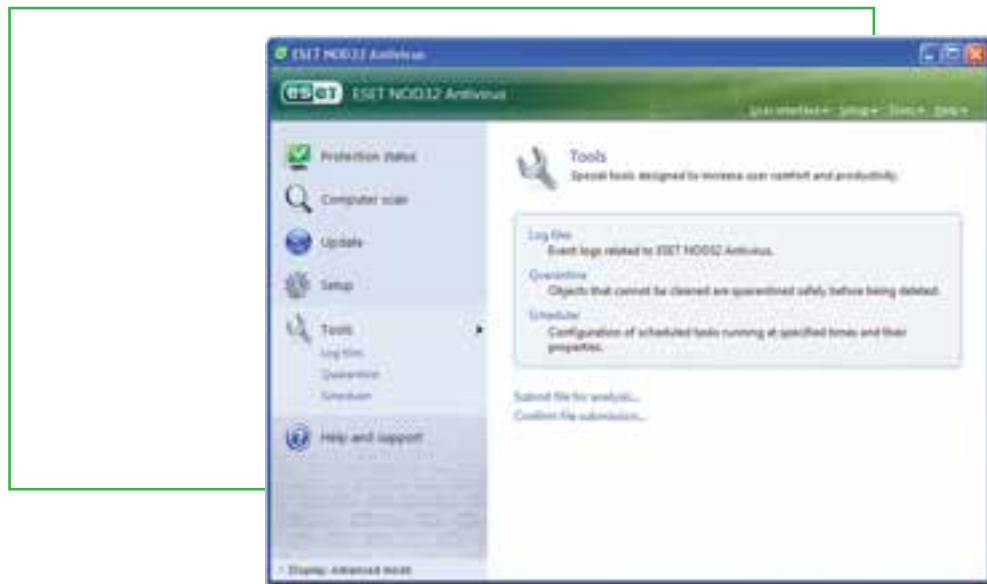 ESET NOD32 Antivirus
eset ESET NOD32 Antivirus
User interface Setup Tools Help
Protection status
Computer scan
Update
Setup
Tools
Log files
Quarantine
Scheduler
Help and support
Display: Advanced mode
Tools
Special tools designed to increase user comfort and productivity.
Log files
Event logs related to ESET NOD32 Antivirus.
Quarantine
Objects that cannot be cleaned are quarantined safely before being deleted.
Scheduler
Configuration of scheduled tasks running at specified times and their
properties.
Submit file for analysis...
Confirm file submission...